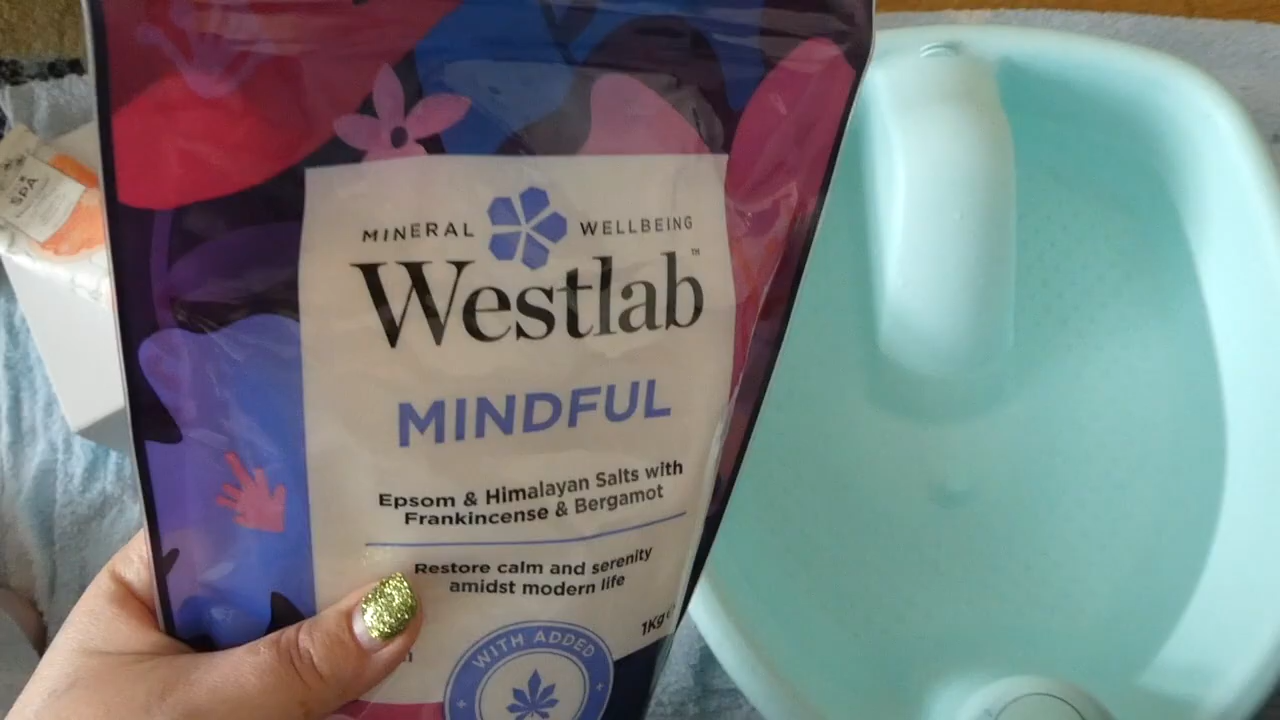 SPA
MINERAL WELLBEING
Westlab™
MINDFUL
Epsom & Himalayan Salts with
Frankincense & Bergamot
Restore calm and serenity
amidst modern life
1Kg
WITH ADDED